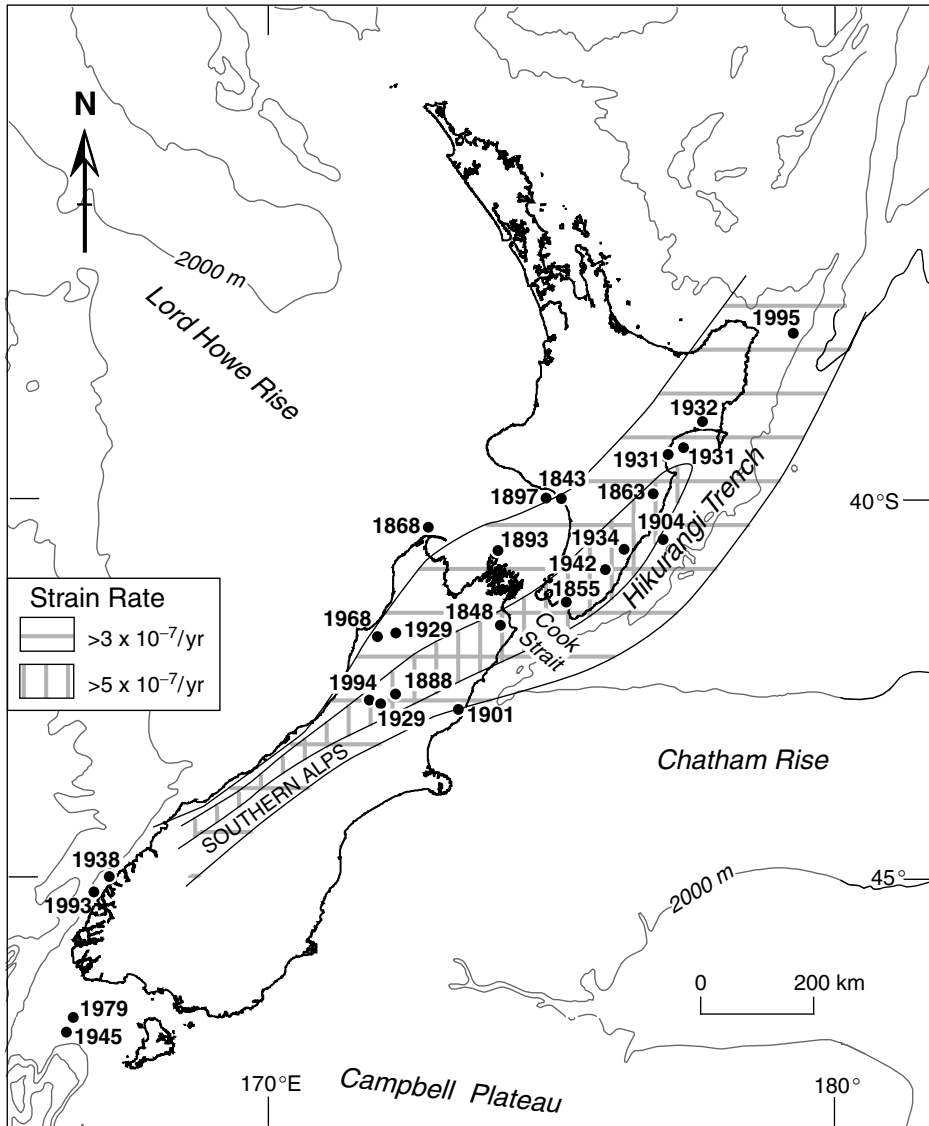 N
2000 m
Lord Howe Rise
1995
1932
1931
1931
1843
1897
1863
40°S
1904
Hikurangi Trench
1868
1893
1934
1942
1855
Strain Rate
>3 x 10⁻⁷/yr
>5 x 10⁻⁷/yr
1848
Cook
Strait
1968
1929
1994
1888
1929
1901
Chatham Rise
SOUTHERN ALPS
1938
1993
45°
2000 m
0
200 km
1979
1945
170°E
Campbell Plateau
180°